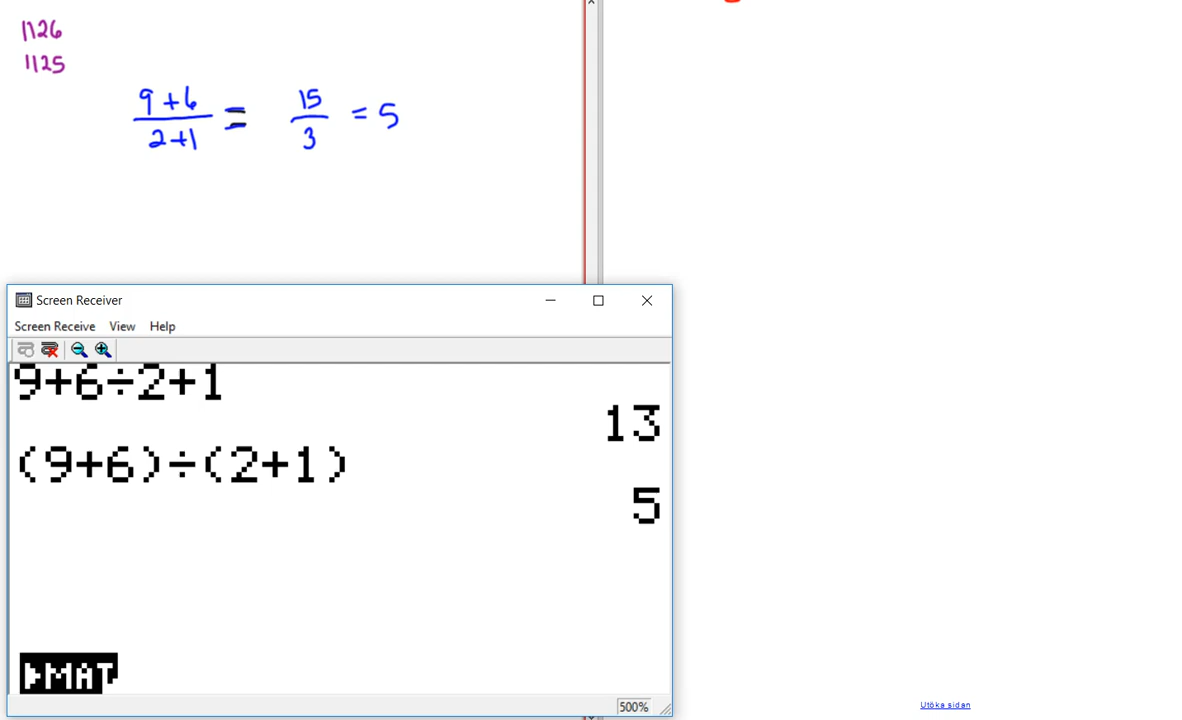 1126
1125
9+6 / 2+1 = 15 / 3 = 5
Screen Receiver
Screen Receive View Help
9+6÷2+1
13
(9+6)÷(2+1)
5
▶MAT
500%
Utöka sidan